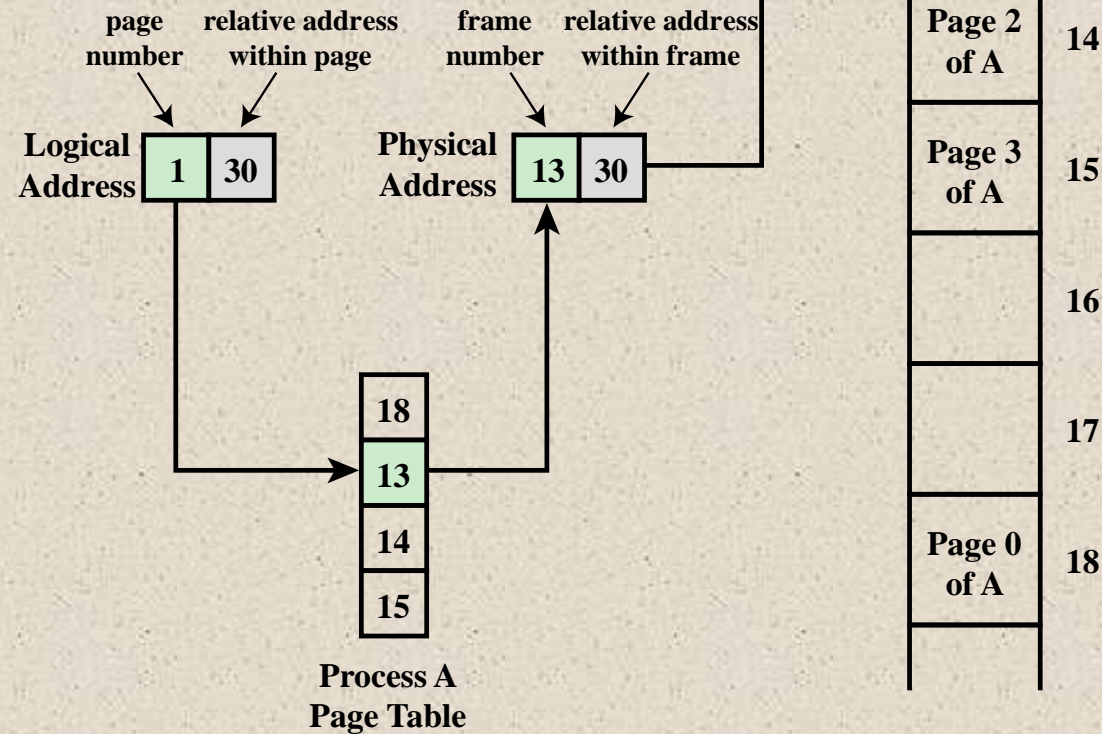 page
number
relative address
within page
frame
number
relative address
within frame
Logical
Address
1
30
Physical
Address
13
30
18
13
14
15
Process A
Page Table
Page 2
of A
14
Page 3
of A
15
16
17
Page 0
of A
18